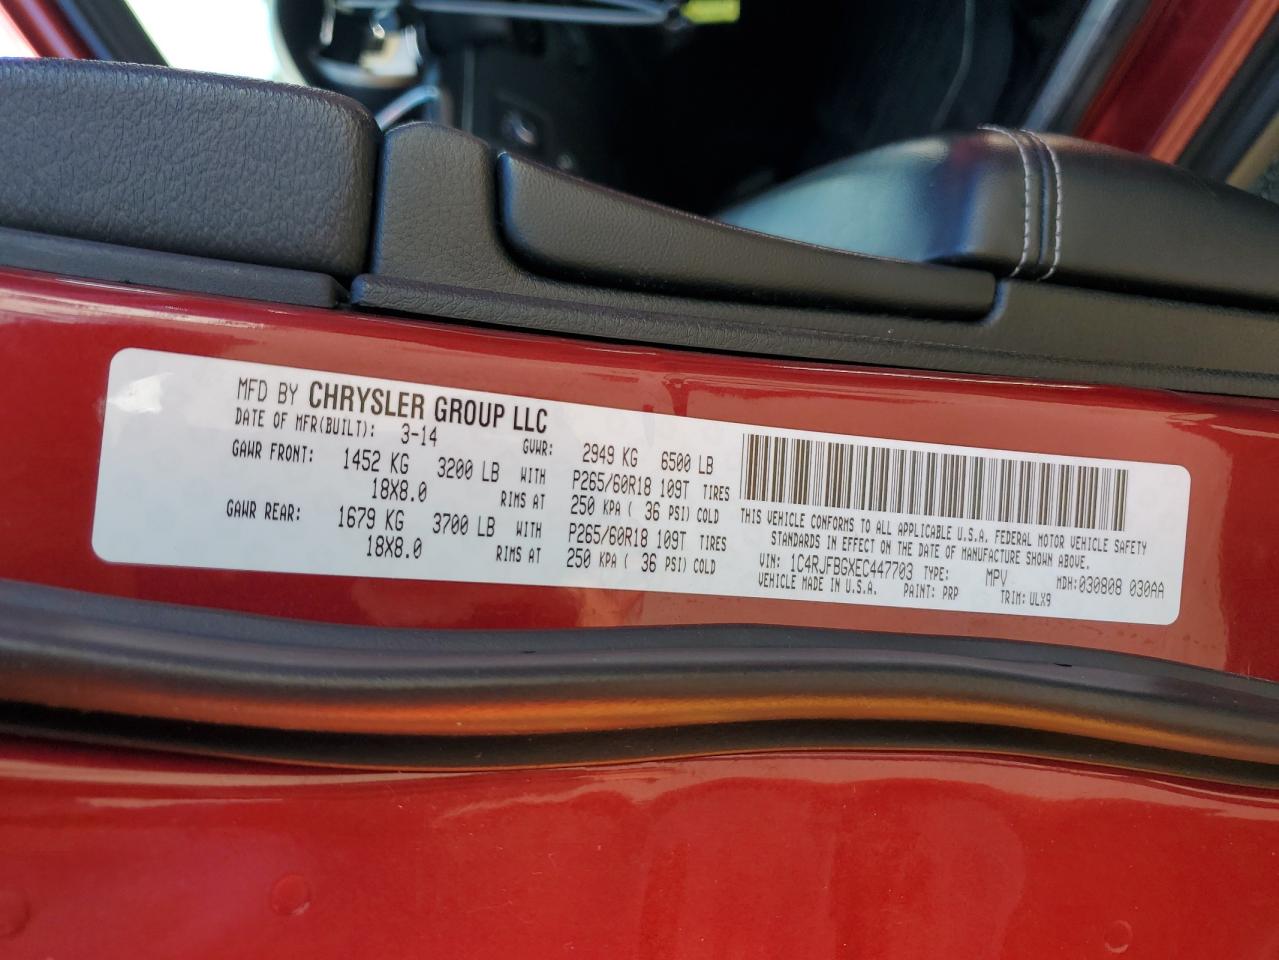 MFD BY CHRYSLER GROUP LLC
DATE OF MFR(BUILT): 3-14 GVWR: 2949 KG 6500 LB
GAWR FRONT: 1452 KG 3200 LB WITH P265/60R18 109T TIRES
18X8.0 RIMS AT 250 KPA ( 36 PSI) COLD
GAWR REAR: 1679 KG 3700 LB WITH P265/60R18 109T TIRES
18X8.0 RIMS AT 250 KPA ( 36 PSI) COLD
THIS VEHICLE CONFORMS TO ALL APPLICABLE U.S.A. FEDERAL MOTOR VEHICLE SAFETY
STANDARDS IN EFFECT ON THE DATE OF MANUFACTURE SHOWN ABOVE.
VIN: 1C4RJFBGXEC447703 TYPE: MPV MDH:030808 030AA
VEHICLE MADE IN U.S.A. PAINT: PRP TRIM:ULX9